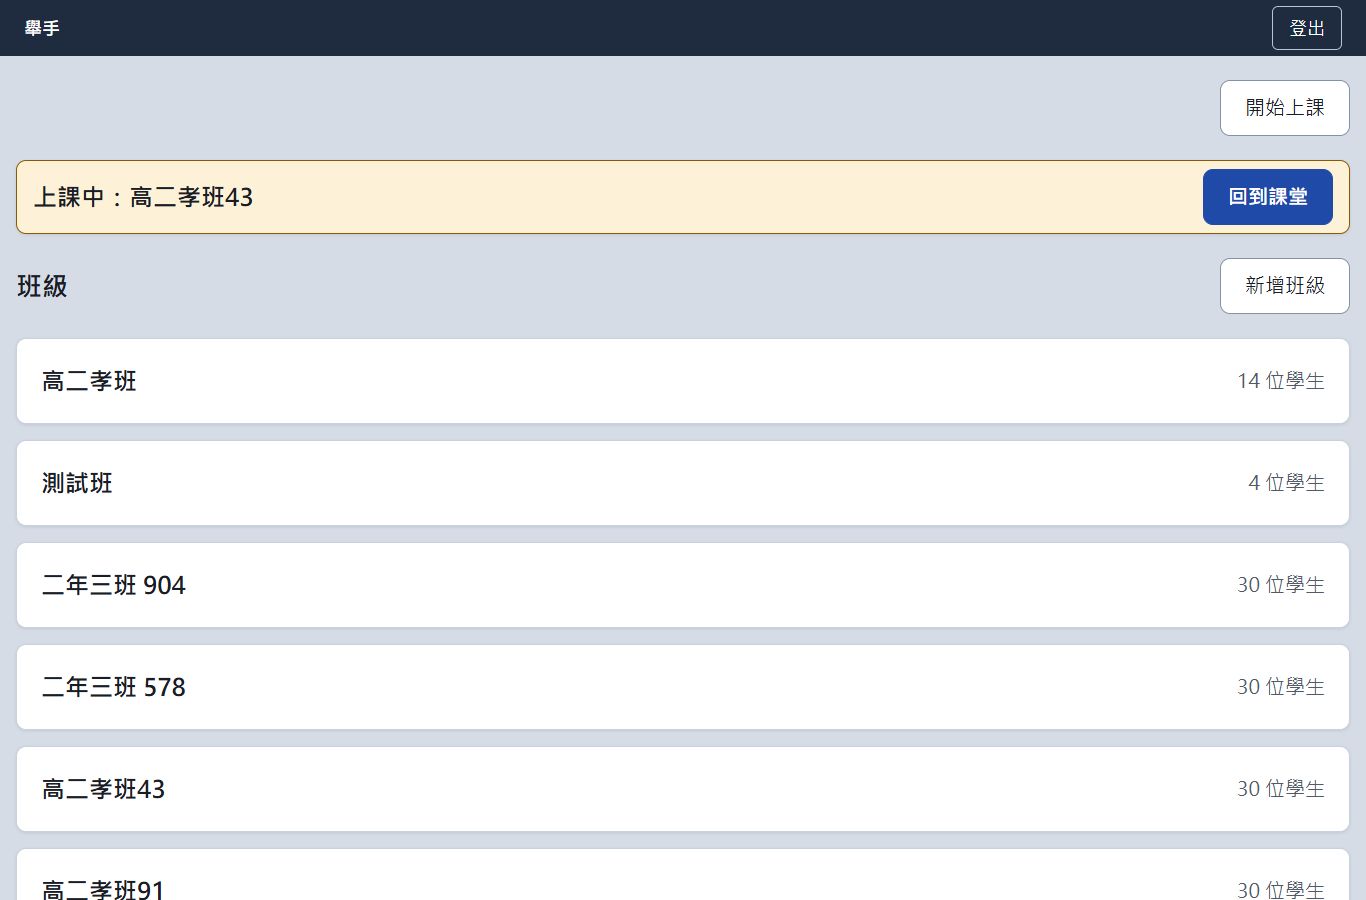 舉手
登出
開始上課
上課中：高二孝班43
回到課堂
班級
新增班級
高二孝班
14 位學生
測試班
4 位學生
二年三班 904
30 位學生
二年三班 578
30 位學生
高二孝班43
30 位學生
高二孝班91
30 位學生